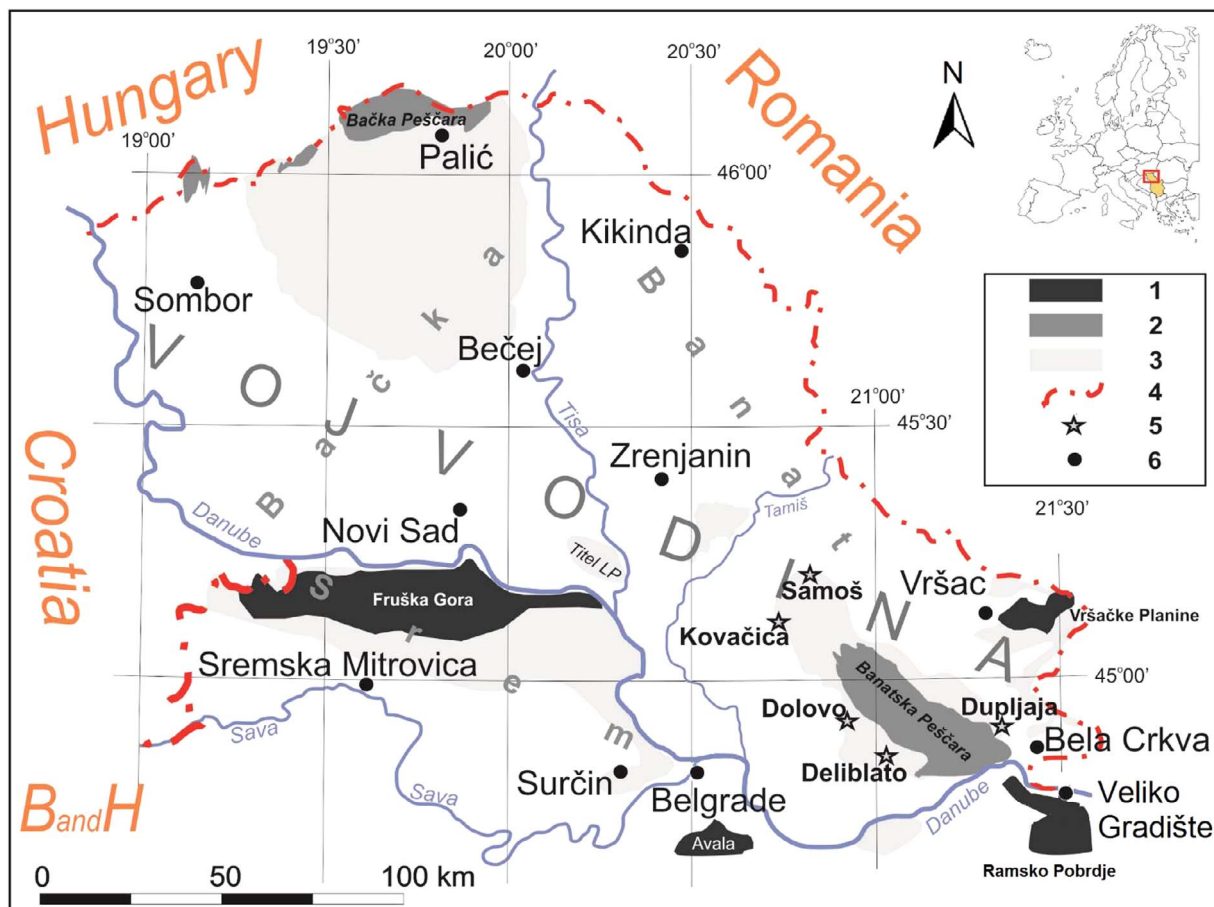 19°30’
20°00’
20°30’
Hungary
Romania
N
19°00’
Bačka Peščara
Palić
46°00’
Kikinda
Sombor
Bečej
Bačka
Banat
VOJVODINA
1
2
3
4
5
6
21°00’
45°30’
Tisa
Croatia
Zrenjanin
Tamiš
21°30’
Danube
Novi Sad
Titel LP
Samoš
Vršac
Fruška Gora
Vršačke Planine
Kovačica
Srem
Sremska Mitrovica
45°00’
Banatska Peščara
Dolovo
Dupljaja
Sava
Bela Crkva
Deliblato
Surčin
Belgrade
Sava
Danube
Veliko
Gradište
BandH
Avala
Ramsko Pobrdje
0 50 100 km